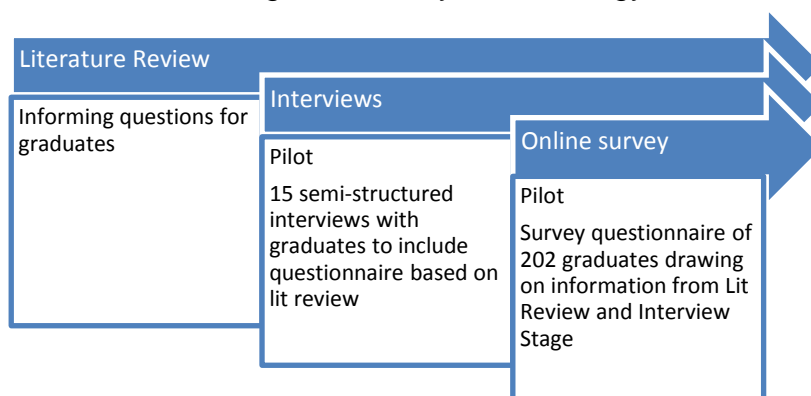 Literature Review
Informing questions for
graduates
Interviews
Pilot
15 semi-structured
interviews with
graduates to include
questionnaire based on
lit review
Online survey
Pilot
Survey questionnaire of
202 graduates drawing
on information from Lit
Review and Interview
Stage